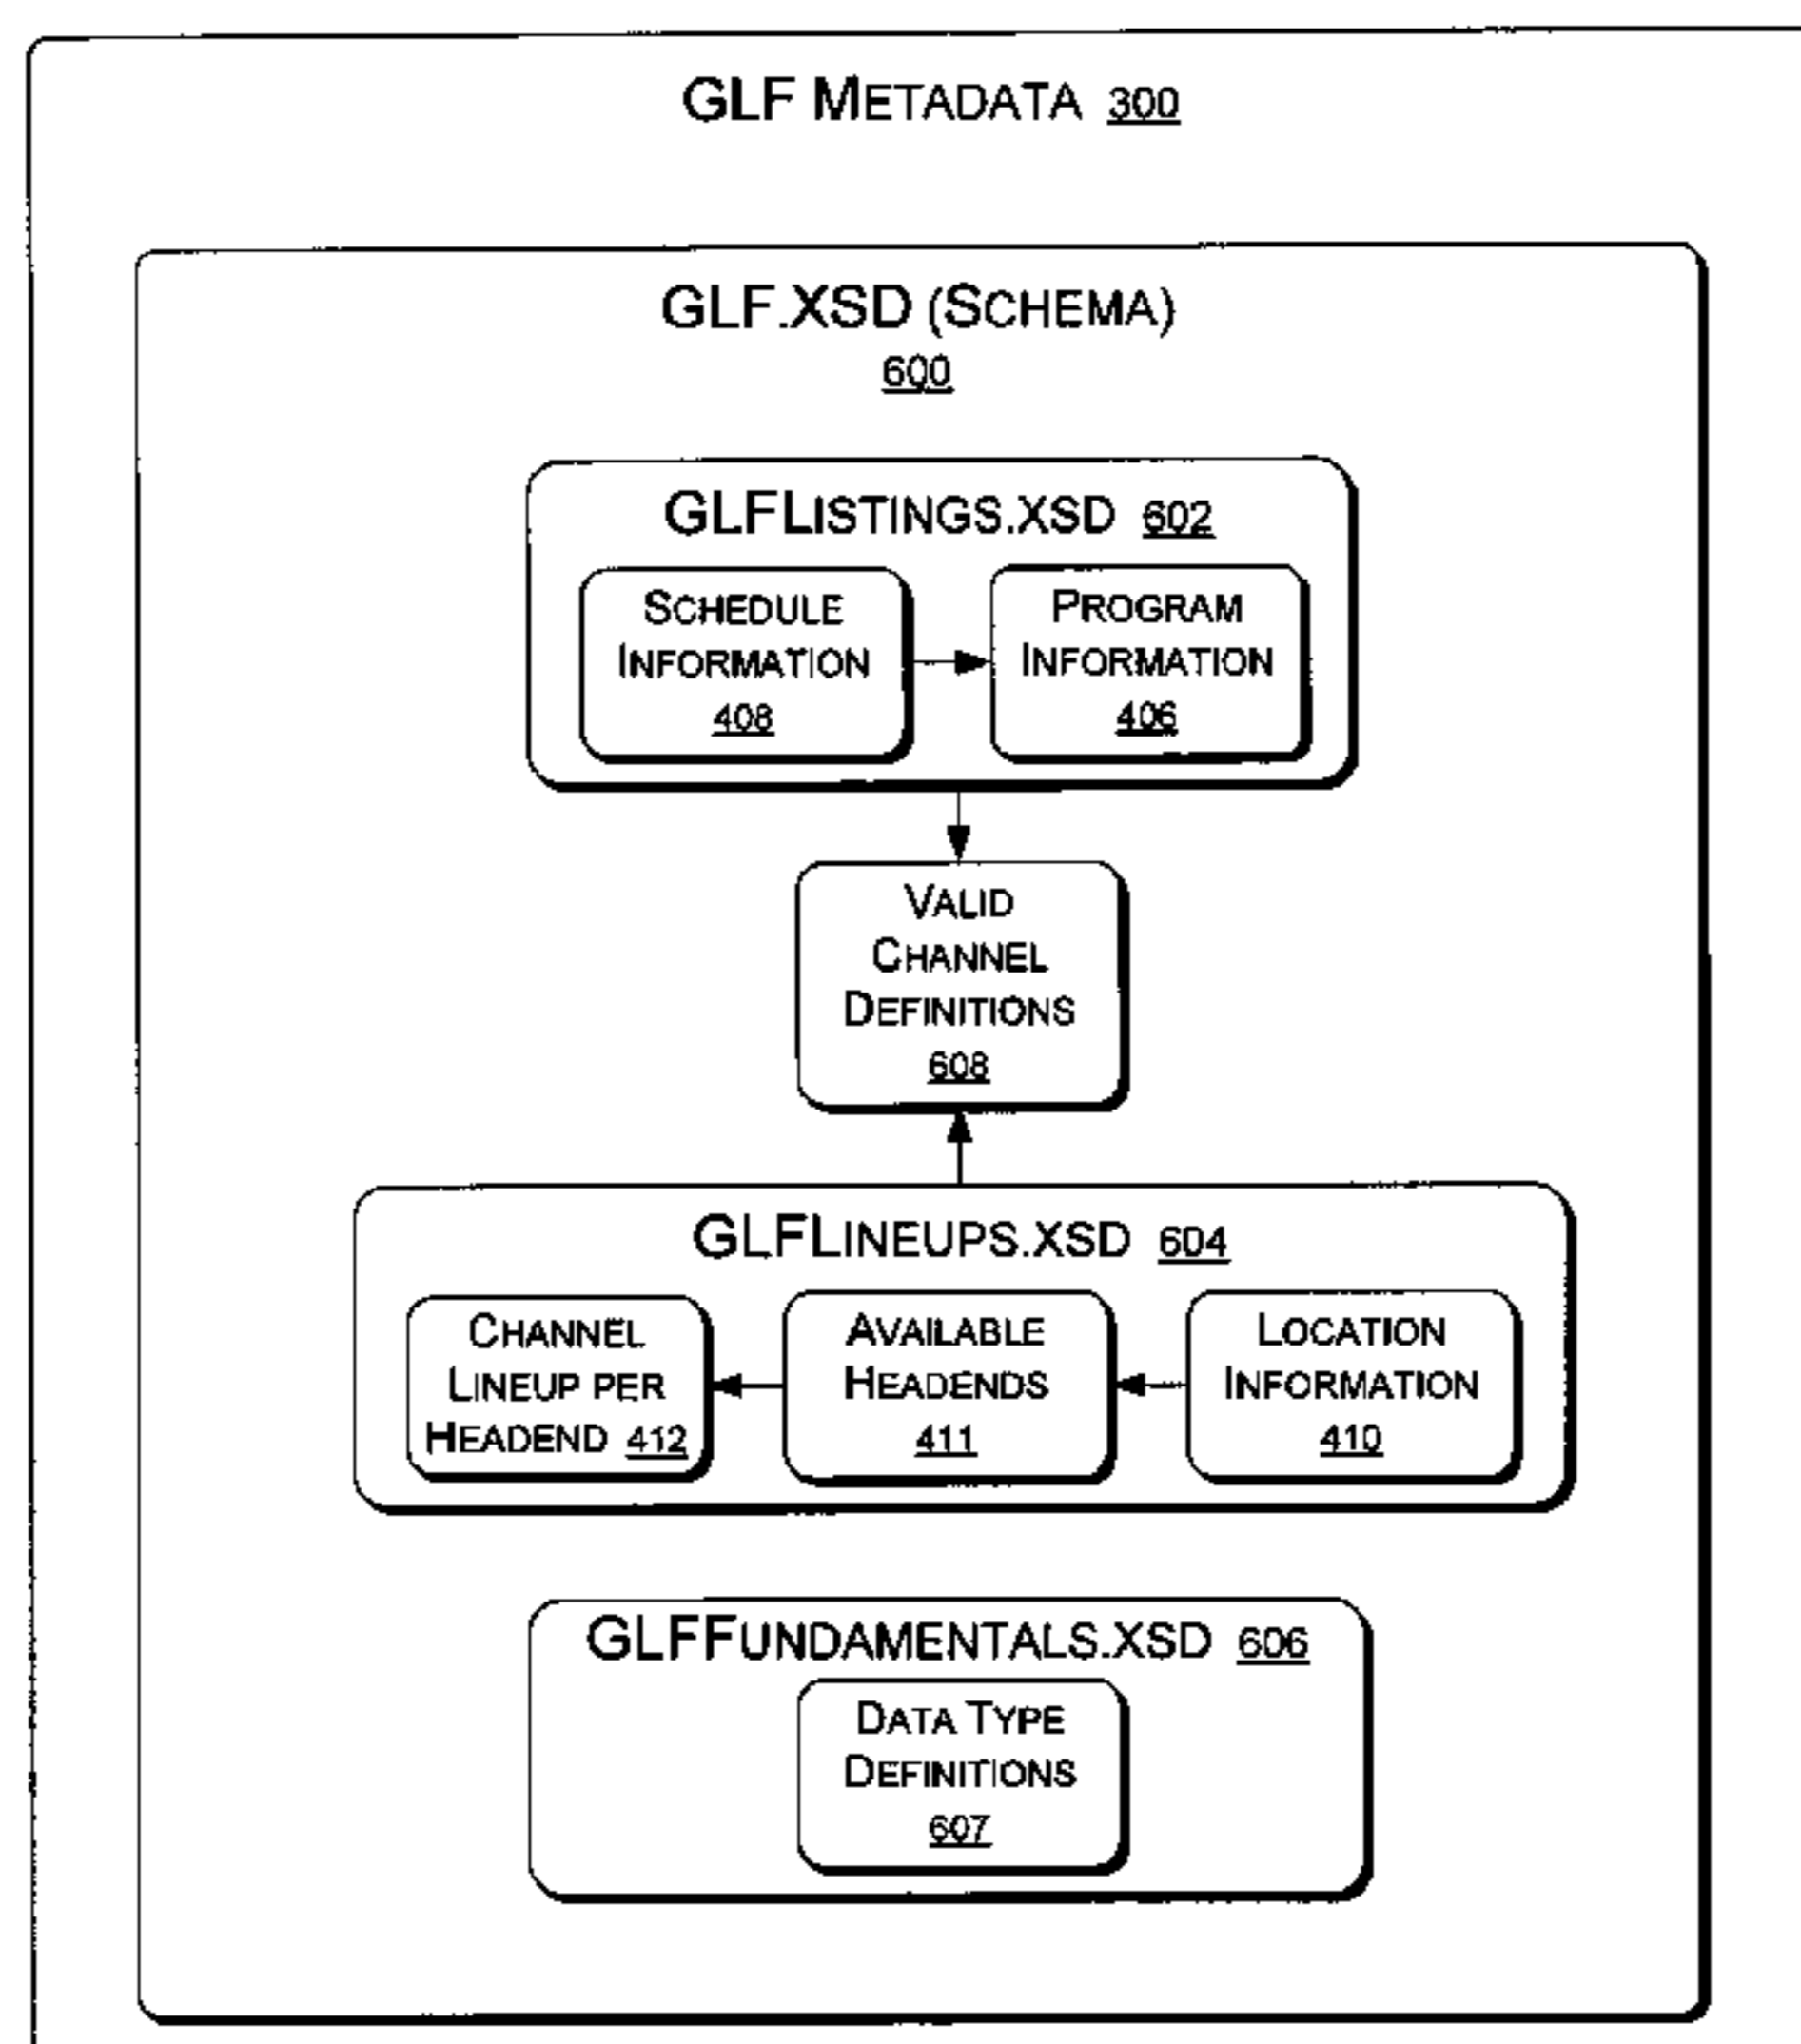 GLF METADATA 300
GLF.XSD (SCHEMA)
600
GLFLISTINGS.XSD 602
SCHEDULE
INFORMATION
408
PROGRAM
INFORMATION
406
VALID
CHANNEL
DEFINITIONS
608
GLFLINEUPS.XSD 604
CHANNEL
LINEUP PER
HEADEND 412
AVAILABLE
HEADENDS
411
LOCATION
INFORMATION
410
GLFFUNDAMENTALS.XSD 606
DATA TYPE
DEFINITIONS
607